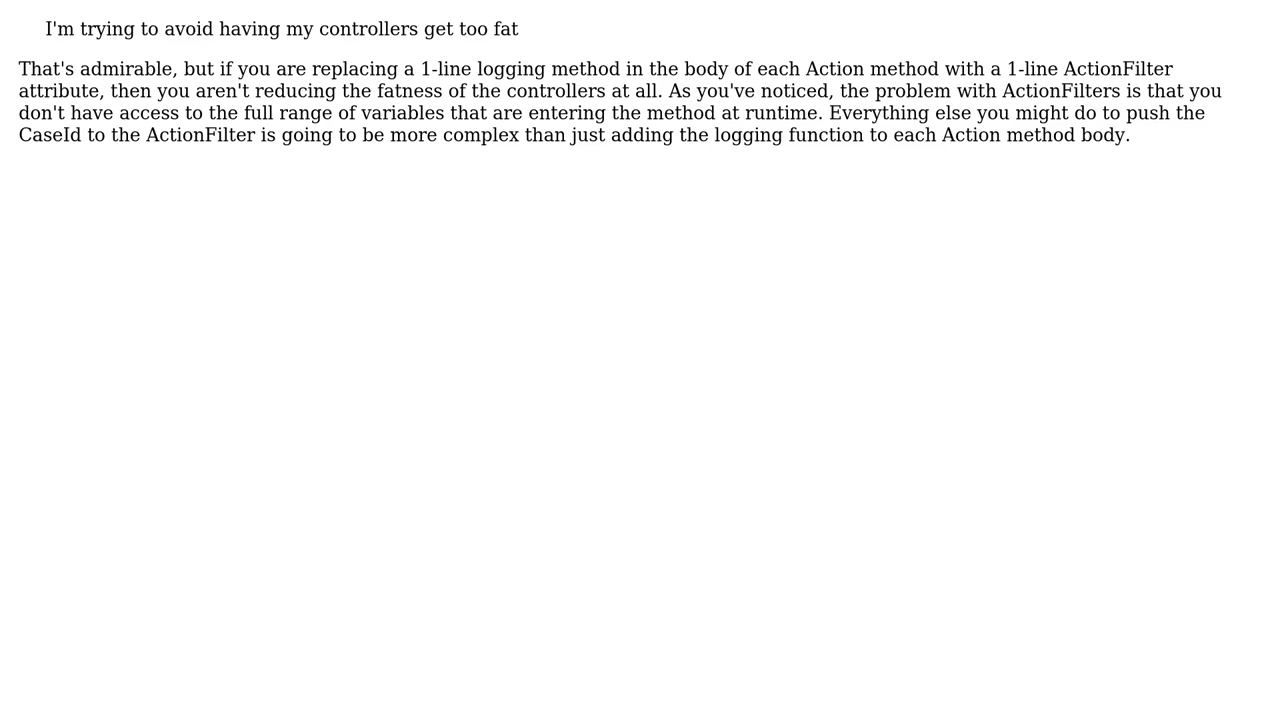 I'm trying to avoid having my controllers get too fat
That's admirable, but if you are replacing a 1-line logging method in the body of each Action method with a 1-line ActionFilter
attribute, then you aren't reducing the fatness of the controllers at all. As you've noticed, the problem with ActionFilters is that you
don't have access to the full range of variables that are entering the method at runtime. Everything else you might do to push the
CaseId to the ActionFilter is going to be more complex than just adding the logging function to each Action method body.